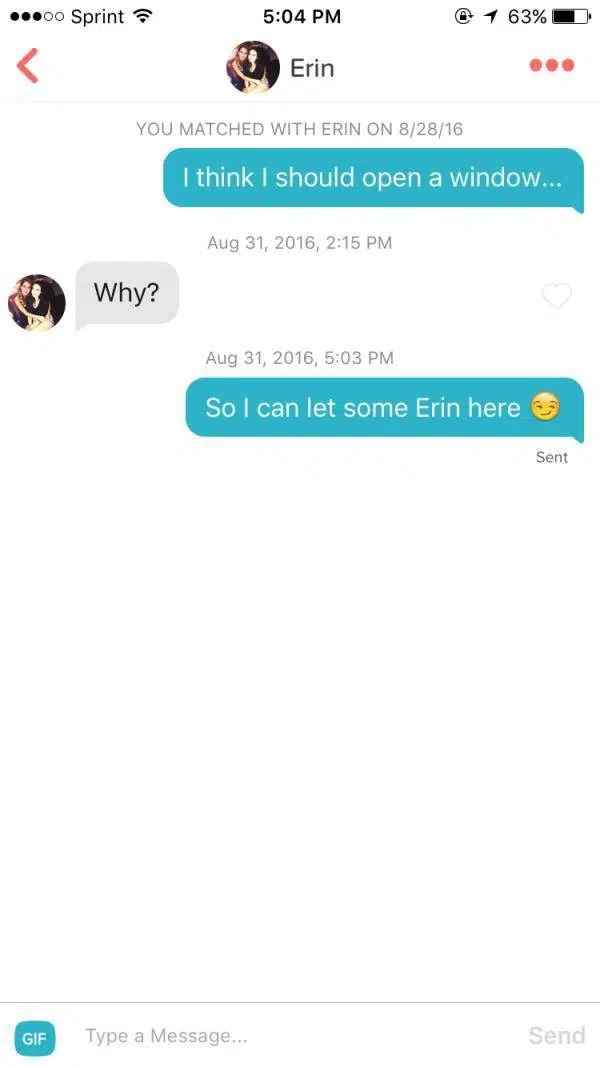 Sprint 5:04 PM 63%
Erin
YOU MATCHED WITH ERIN ON 8/28/16
I think I should open a window...
Aug 31, 2016, 2:15 PM
Why?
Aug 31, 2016, 5:03 PM
So I can let some Erin here 😏
Sent
GIF Type a Message... Send